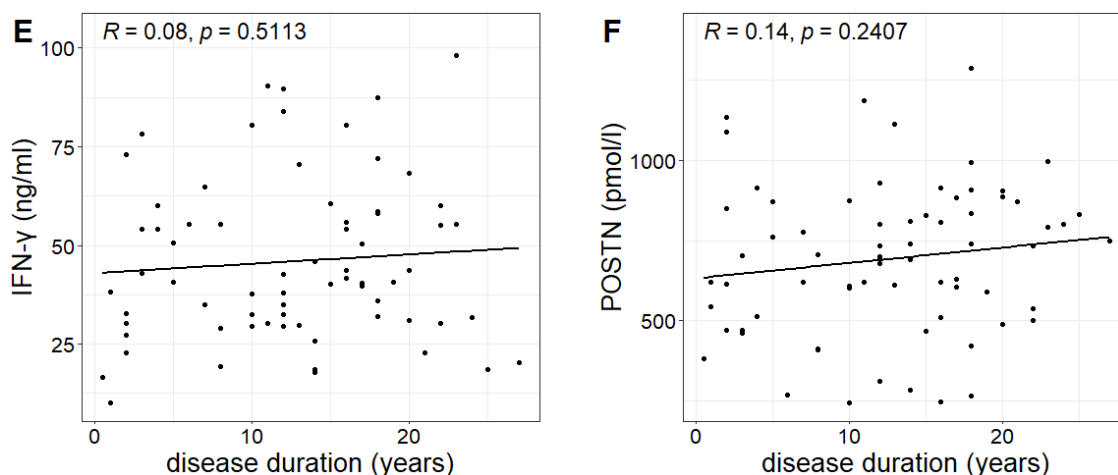 E
R = 0.08, p = 0.5113
100
75
50
25
IFN-γ (ng/ml)
0
10
20
disease duration (years)
F
R = 0.14, p = 0.2407
1000
500
POSTN (pmol/l)
0
10
20
disease duration (years)